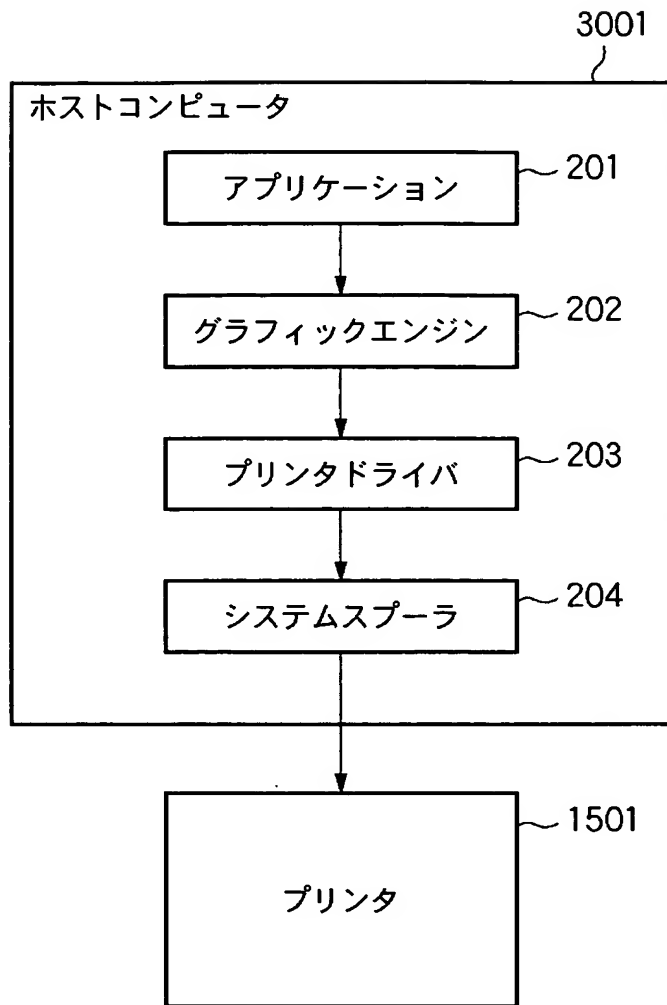 3001
ホストコンピュータ
アプリケーション
201
グラフィックエンジン
202
プリンタドライバ
203
システムスプーラ
204
プリンタ
1501